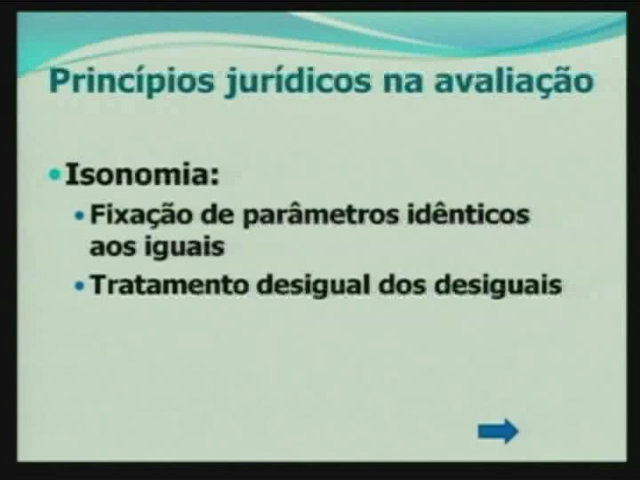 Princípios jurídicos na avaliação
Isonomia:
Fixação de parâmetros idênticos
aos iguais
Tratamento desigual dos desiguais